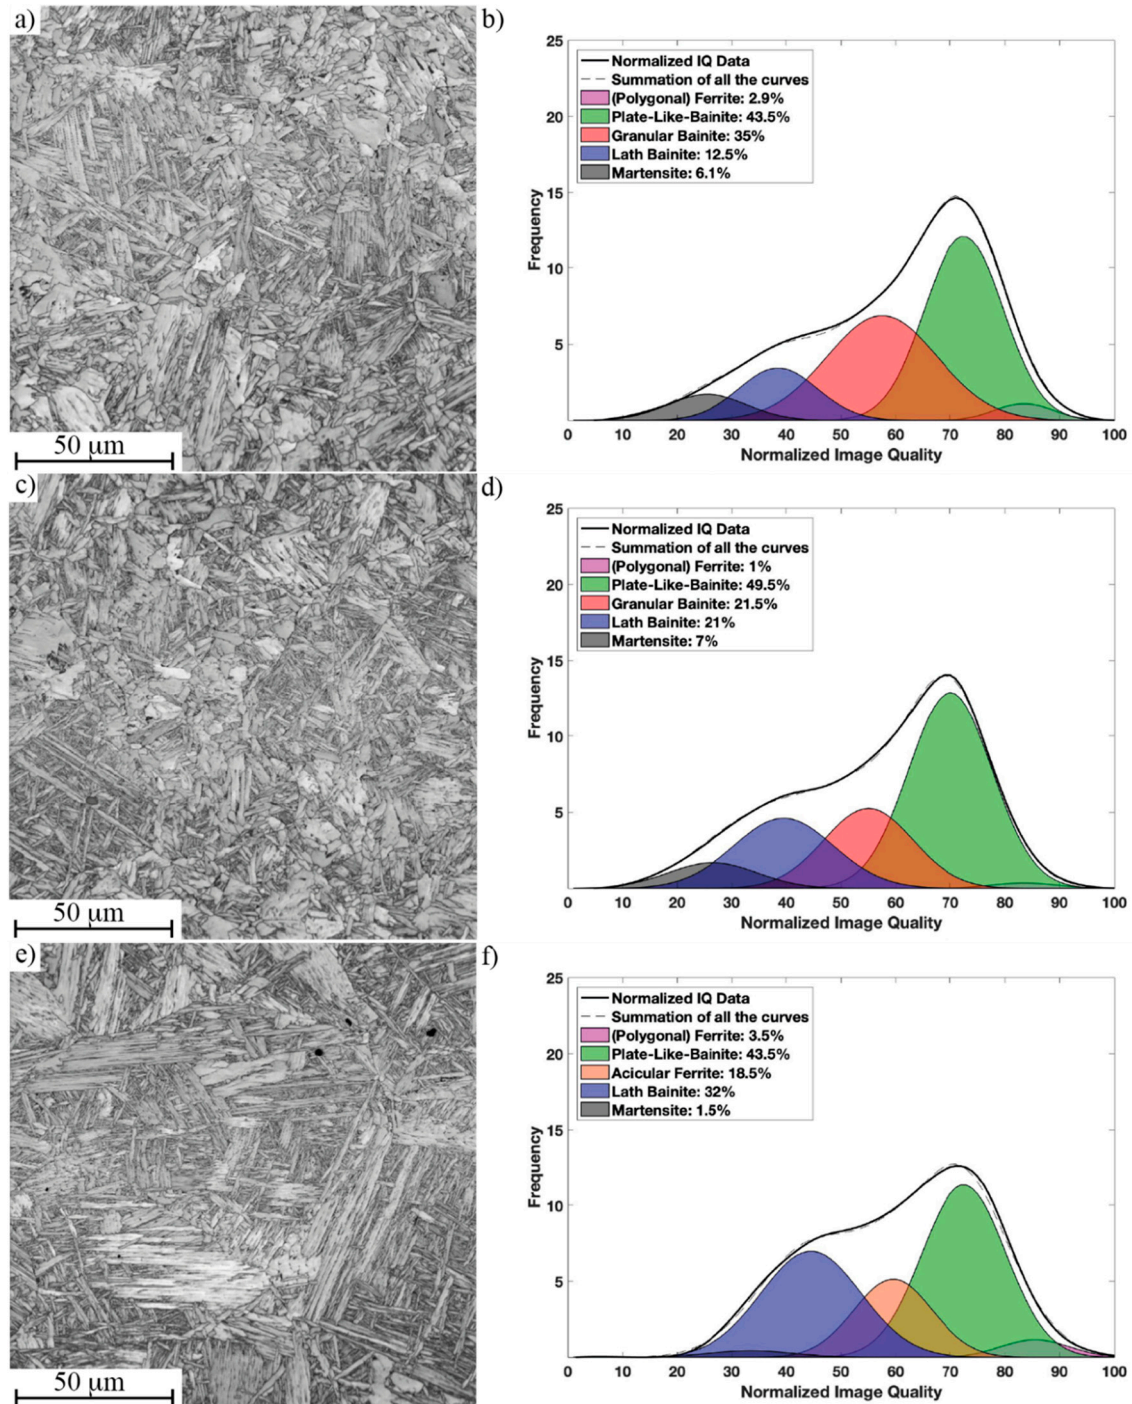 a)
50 µm
b)
25
20
15
10
5
Frequency
Normalized IQ Data
Summation of all the curves
(Polygonal) Ferrite: 2.9%
Plate-Like-Bainite: 43.5%
Granular Bainite: 35%
Lath Bainite: 12.5%
Martensite: 6.1%
0 10 20 30 40 50 60 70 80 90 100
Normalized Image Quality
c)
50 µm
d)
25
20
15
10
5
Frequency
Normalized IQ Data
Summation of all the curves
(Polygonal) Ferrite: 1%
Plate-Like-Bainite: 49.5%
Granular Bainite: 21.5%
Lath Bainite: 21%
Martensite: 7%
0 10 20 30 40 50 60 70 80 90 100
Normalized Image Quality
e)
50 µm
f)
25
20
15
10
5
Frequency
Normalized IQ Data
Summation of all the curves
(Polygonal) Ferrite: 3.5%
Plate-Like-Bainite: 43.5%
Acicular Ferrite: 18.5%
Lath Bainite: 32%
Martensite: 1.5%
0 10 20 30 40 50 60 70 80 90 100
Normalized Image Quality